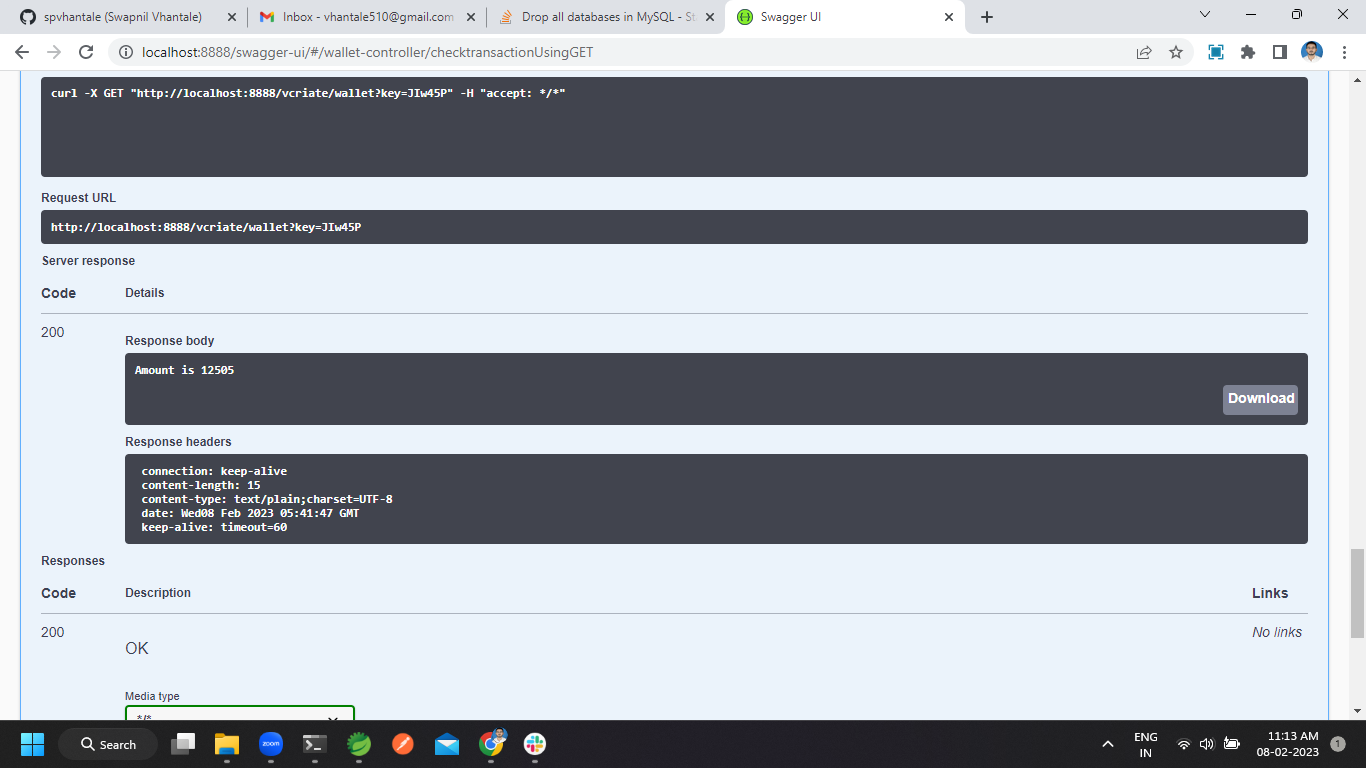 spvhantale (Swapnil Vhantale)
Inbox - vhantale510@gmail.com
Drop all databases in MySQL - St
Swagger UI
localhost:8888/swagger-ui/#/wallet-controller/checktransactionUsingGET
curl -X GET "http://localhost:8888/vcriate/wallet?key=JIw45P" -H "accept: */*"
Request URL
http://localhost:8888/vcriate/wallet?key=JIw45P
Server response
Code Details
200
Response body
Amount is 12505
Download
Response headers
connection: keep-alive
content-length: 15
content-type: text/plain;charset=UTF-8
date: Wed08 Feb 2023 05:41:47 GMT
keep-alive: timeout=60
Responses
Code Description Links
200 No links
OK
Media type
*/*
Search
zoom
ENG
IN
11:13 AM
08-02-2023
1